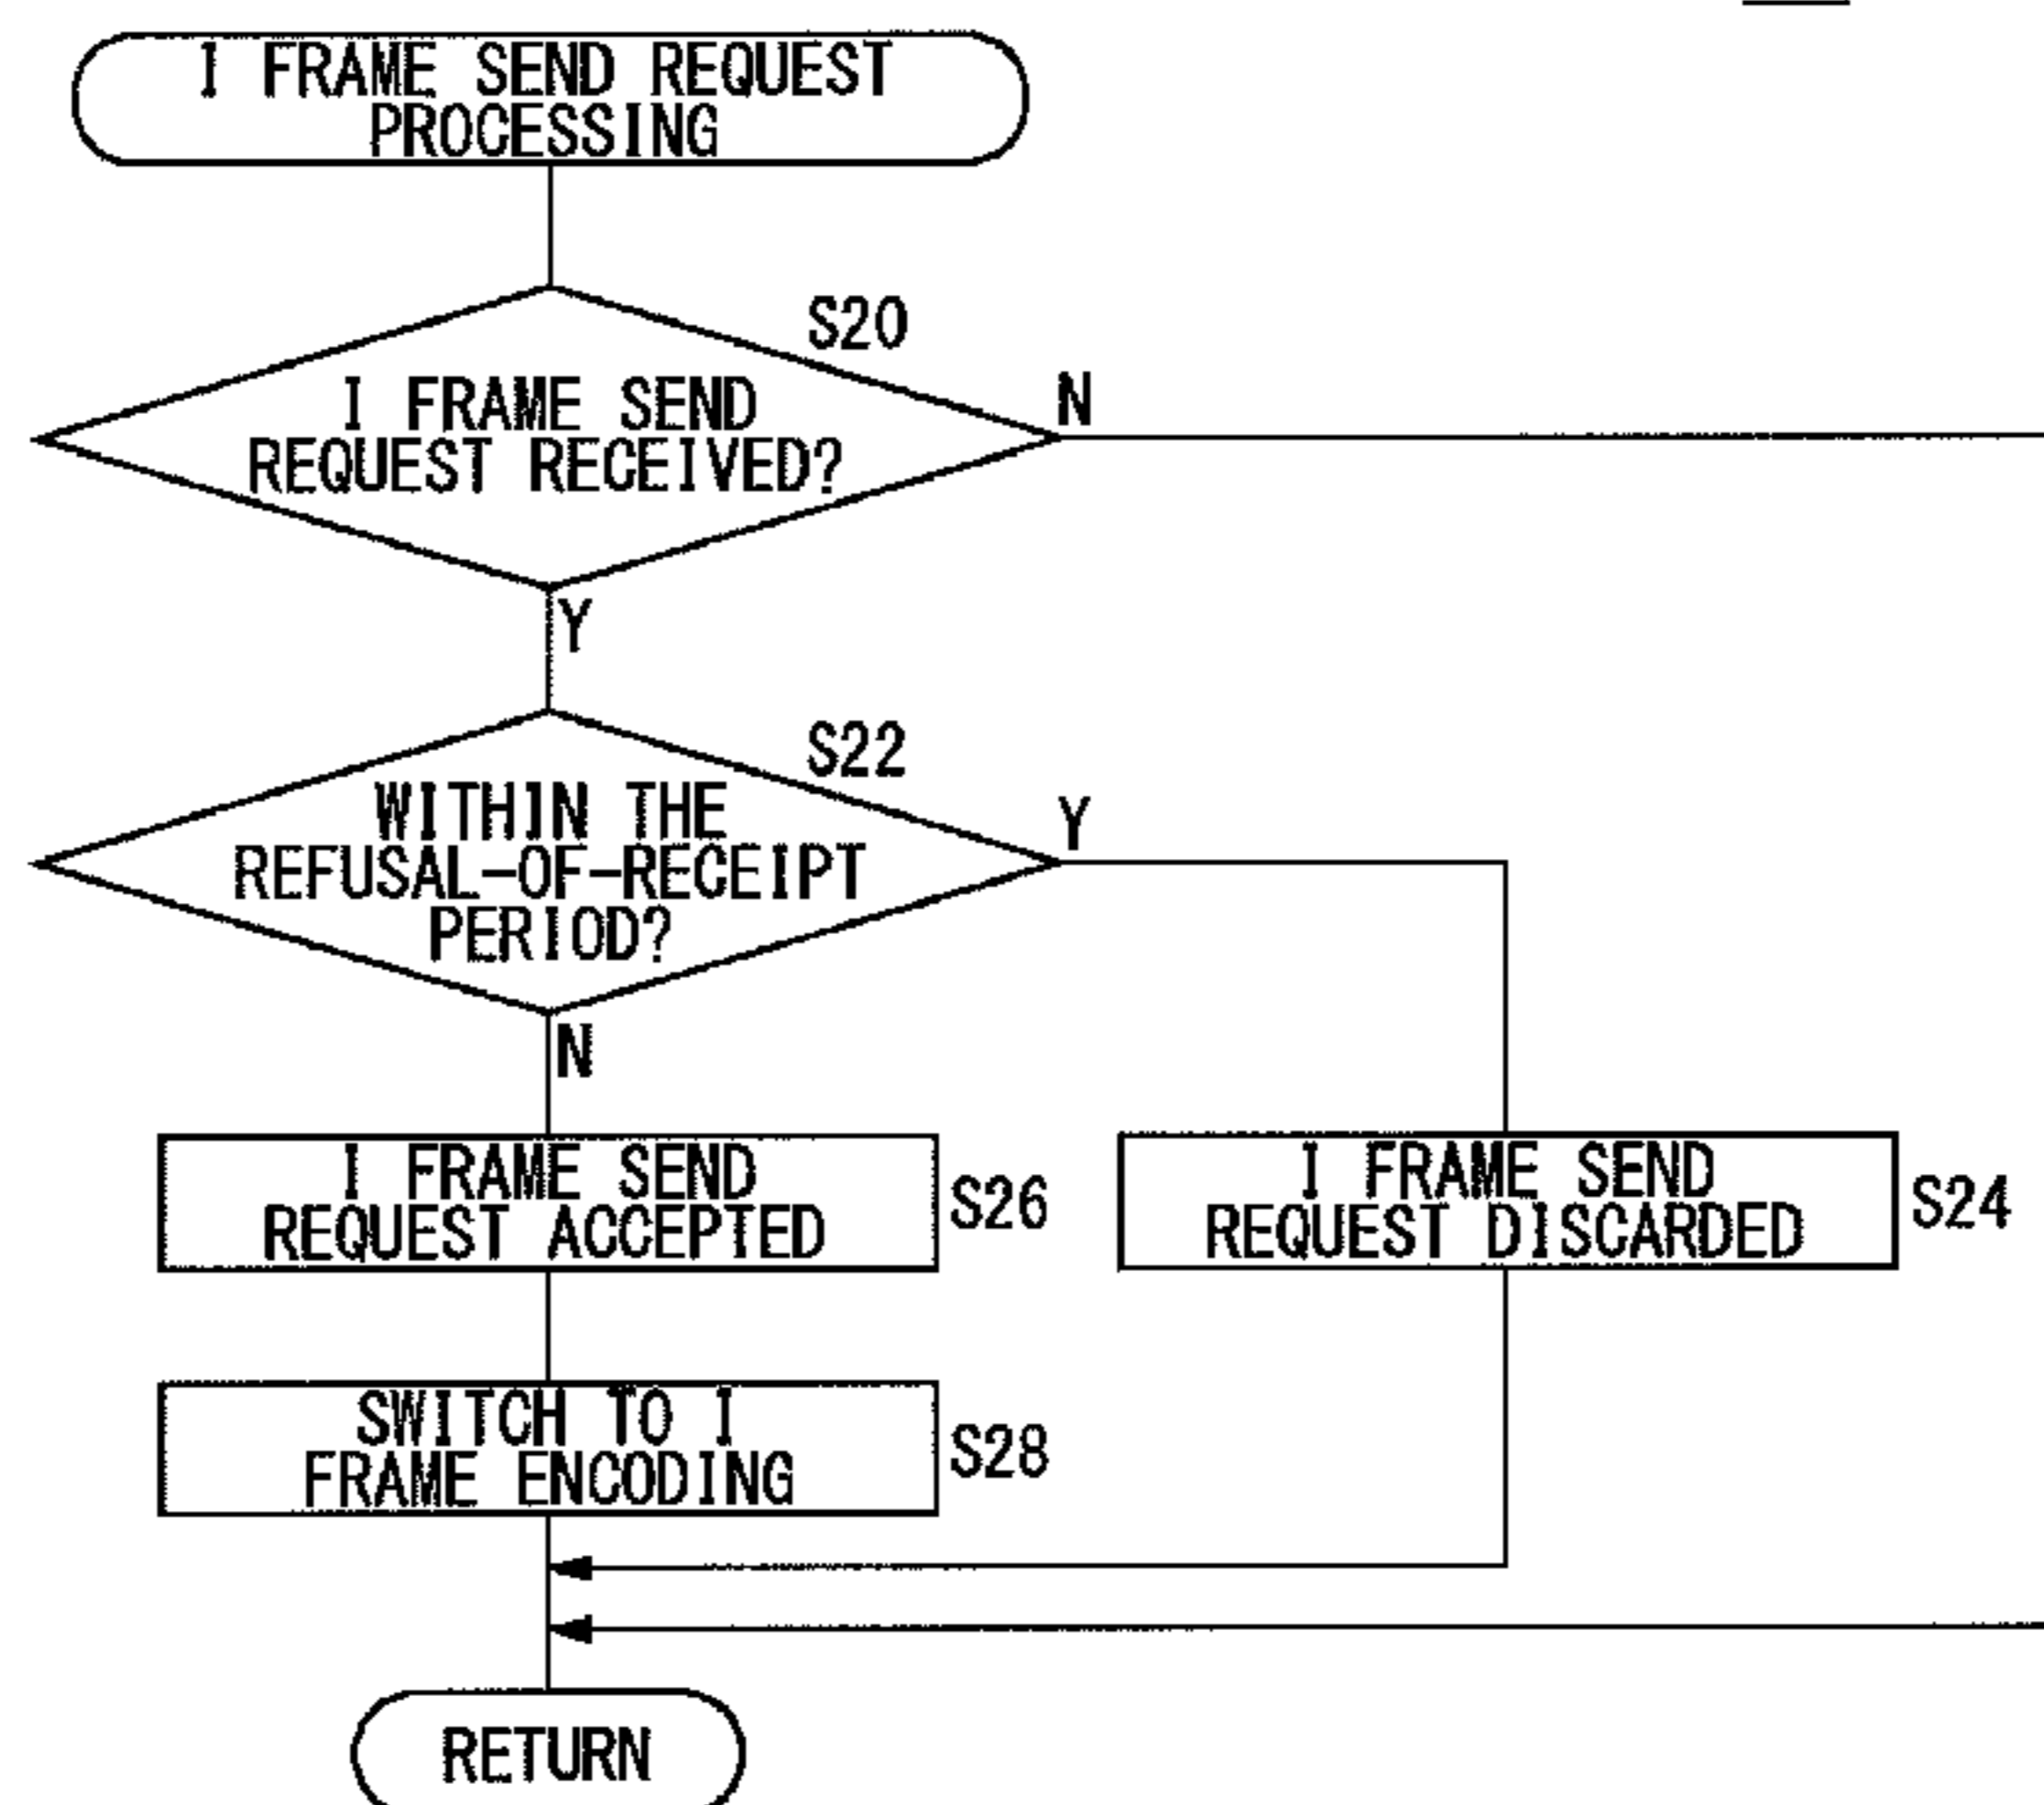 I FRAME SEND REQUEST
PROCESSING
S20
I FRAME SEND
REQUEST RECEIVED?
N
Y
S22
WITHIN THE
REFUSAL-OF-RECEIPT
PERIOD?
Y
N
I FRAME SEND
REQUEST ACCEPTED
S26
I FRAME SEND
REQUEST DISCARDED
S24
SWITCH TO I
FRAME ENCODING
S28
RETURN